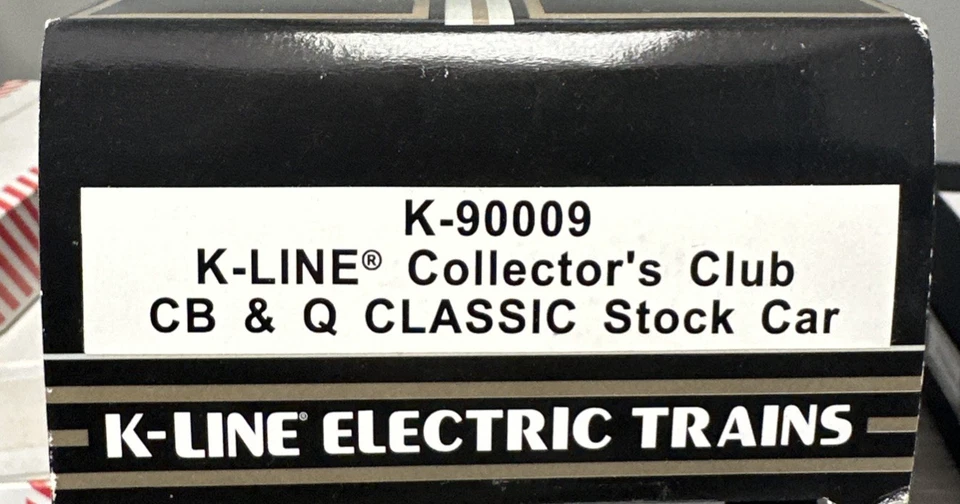 K-90009
K-LINE® Collector's Club
CB & Q CLASSIC Stock Car
K-LINE® ELECTRIC TRAINS